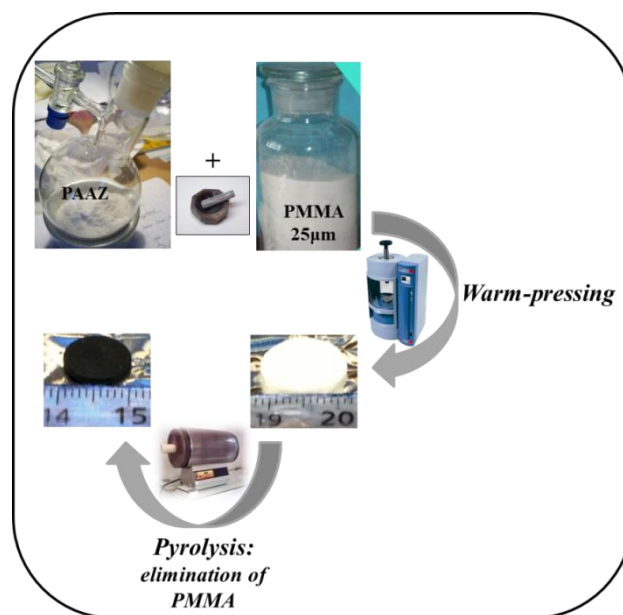 +
PAAZ
PMMA
25µm
Warm-pressing
14 15
19 20
Pyrolysis:
elimination of
PMMA